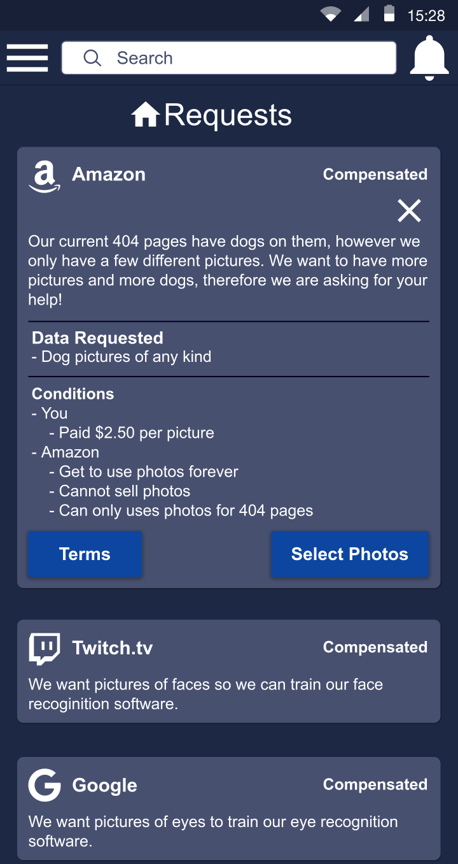 15:28
Search
Requests
Amazon
Compensated
Our current 404 pages have dogs on them, however we
only have a few different pictures. We want to have more
pictures and more dogs, therefore we are asking for your
help!
Data Requested
- Dog pictures of any kind
Conditions
- You
- Paid $2.50 per picture
- Amazon
- Get to use photos forever
- Cannot sell photos
- Can only uses photos for 404 pages
Terms
Select Photos
Twitch.tv
Compensated
We want pictures of faces so we can train our face
recoginition software.
Google
Compensated
We want pictures of eyes to train our eye recognition
software.